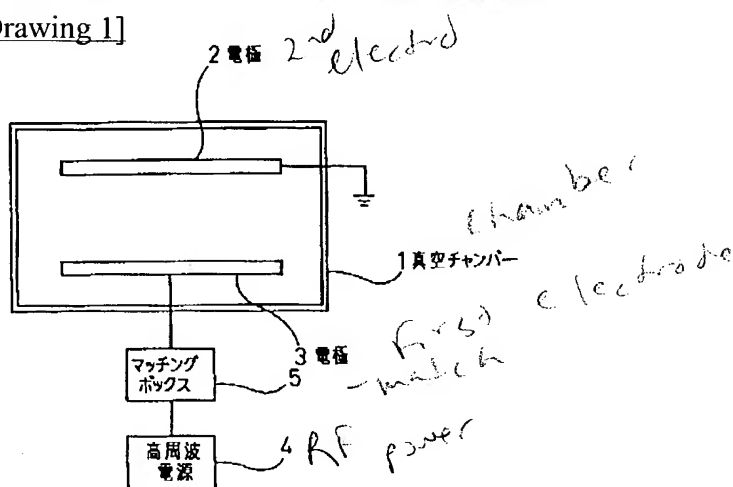 Drawing 1]
2 電極 2nd electrd
chamber
1 真空チャンバー
First electrode
3 電極
マッチング
ボックス
5
-match
高周波
電源
4 RF power